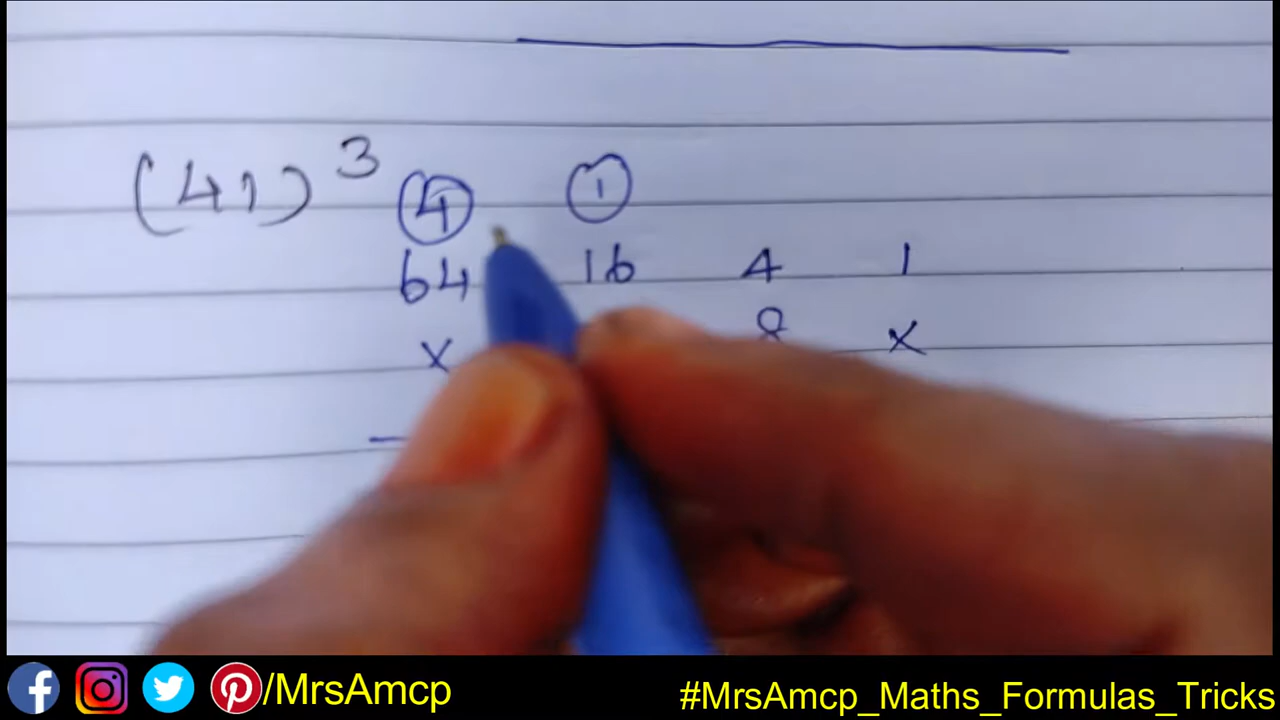 (41)³
④ ①
64 16 4 1
x 8 x
/MrsAmcp #MrsAmcp_Maths_Formulas_Tricks